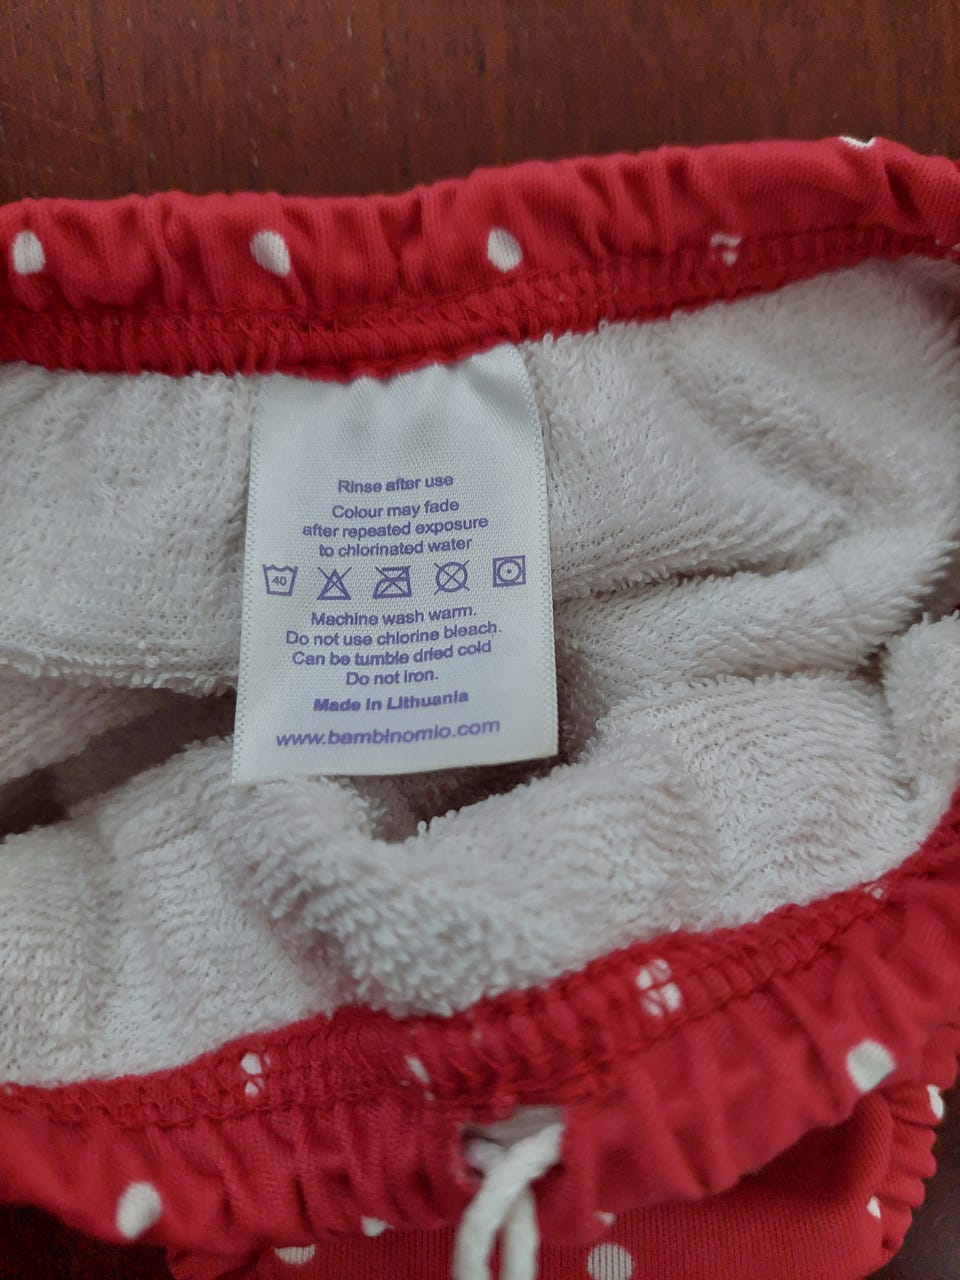 Rinse after use
Colour may fade
after repeated exposure
to chlorinated water
40
Machine wash warm.
Do not use chlorine bleach.
Can be tumble dried cold
Do not iron.
Made in Lithuania
www.bambinomio.com